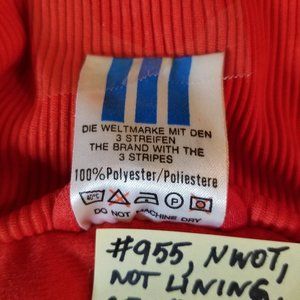 DIE WELTMARKE MIT DEN
3 STREIFEN
THE BRAND WITH THE
3 STRIPES
100% Polyester/Poliestere
40°C P
DO NOT MACHINE DRY
#955, NWOT,
NOT LINING,